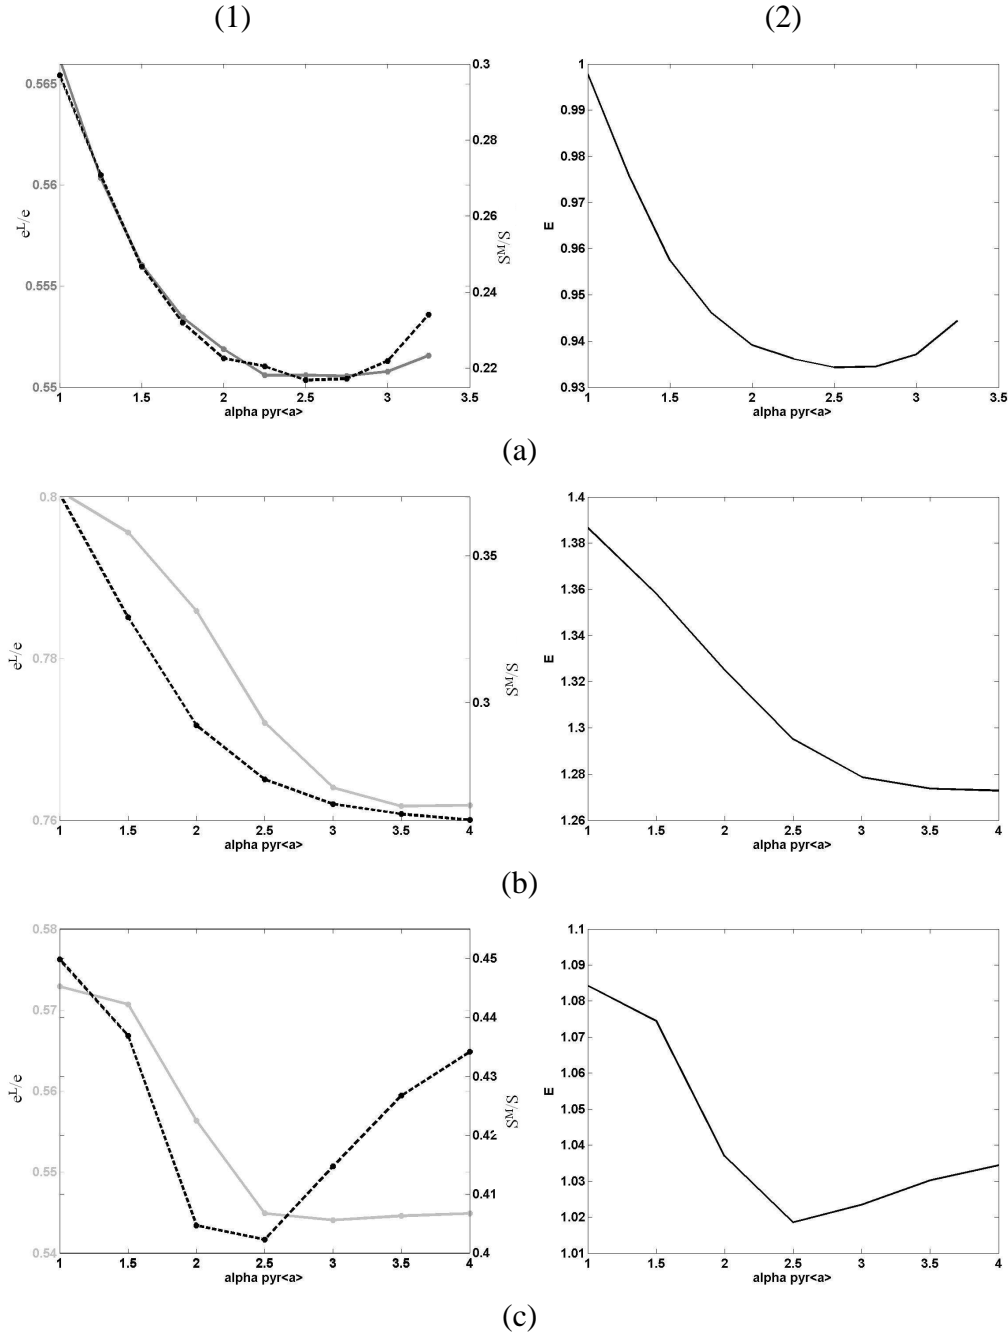 (1) (2)
0.565
0.56
0.555
0.55
e^L/e
0.3
0.28
0.26
0.24
0.22
S^M/S
1 1.5 2 2.5 3 3.5
alpha pyr<a>
1
0.99
0.98
0.97
0.96
0.95
0.94
0.93
E
1 1.5 2 2.5 3 3.5
alpha pyr<a>
(a)
0.8
0.78
0.76
e^L/e
0.35
0.3
S^M/S
1 1.5 2 2.5 3 3.5 4
alpha pyr<a>
1.4
1.38
1.36
1.34
1.32
1.3
1.28
1.26
E
1 1.5 2 2.5 3 3.5 4
alpha pyr<a>
(b)
0.58
0.57
0.56
0.55
0.54
e^L/e
0.45
0.44
0.43
0.42
0.41
0.4
S^M/S
1 1.5 2 2.5 3 3.5 4
alpha pyr<a>
1.1
1.09
1.08
1.07
1.06
1.05
1.04
1.03
1.02
1.01
E
1 1.5 2 2.5 3 3.5 4
alpha pyr<a>
(c)